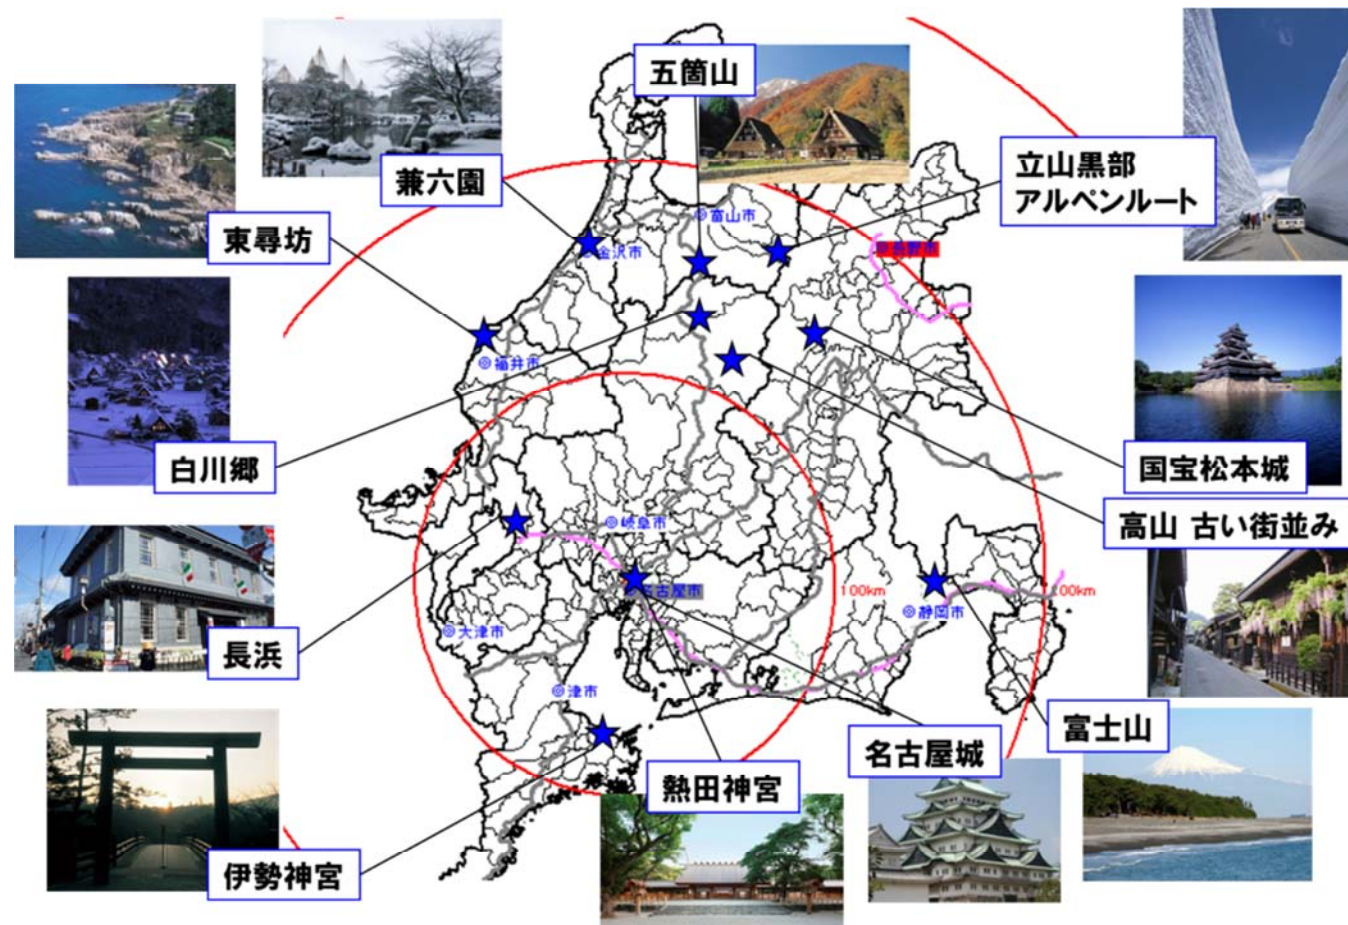 五箇山
兼六園
立山黒部
アルペンルート
東尋坊
富山市
金沢市
長野市
福井市
白川郷
国宝松本城
高山 古い街並み
岐阜市
名古屋市
100km
00km
静岡市
大津市
長浜
津市
富士山
名古屋城
熱田神宮
伊勢神宮